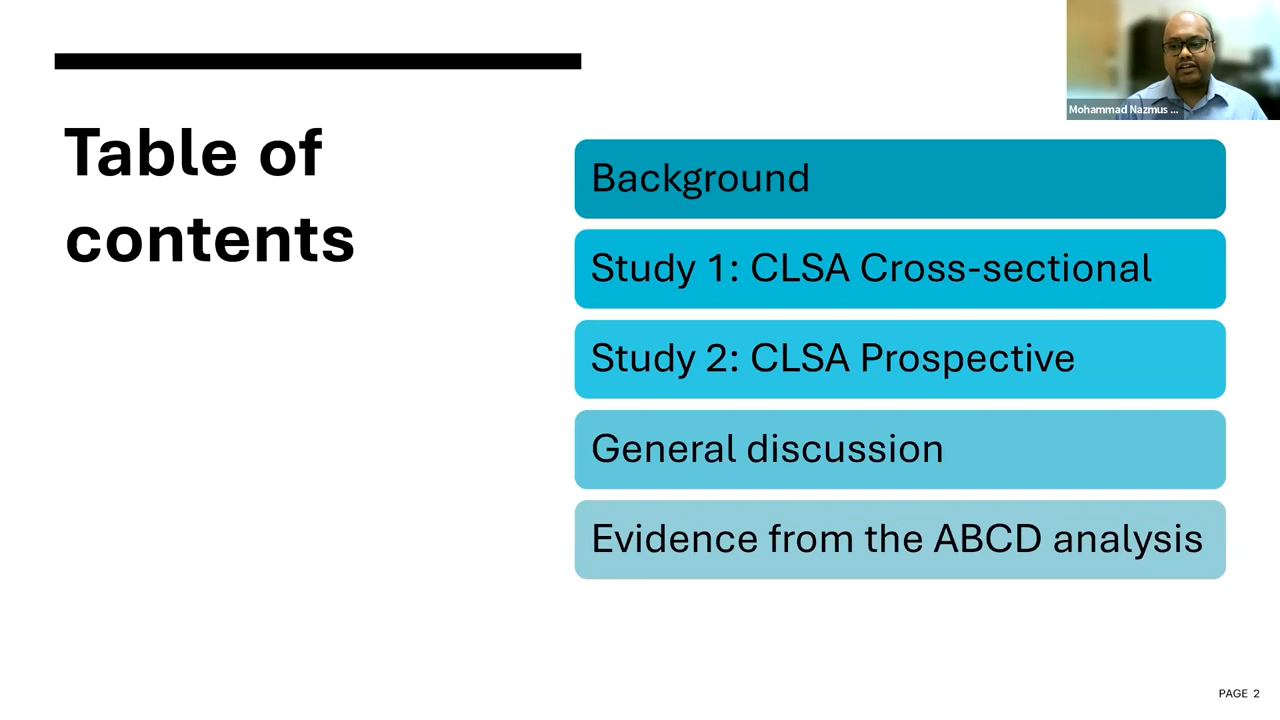 Table of
contents
Mohammad Nazmus ...
Background
Study 1: CLSA Cross-sectional
Study 2: CLSA Prospective
General discussion
Evidence from the ABCD analysis
PAGE 2